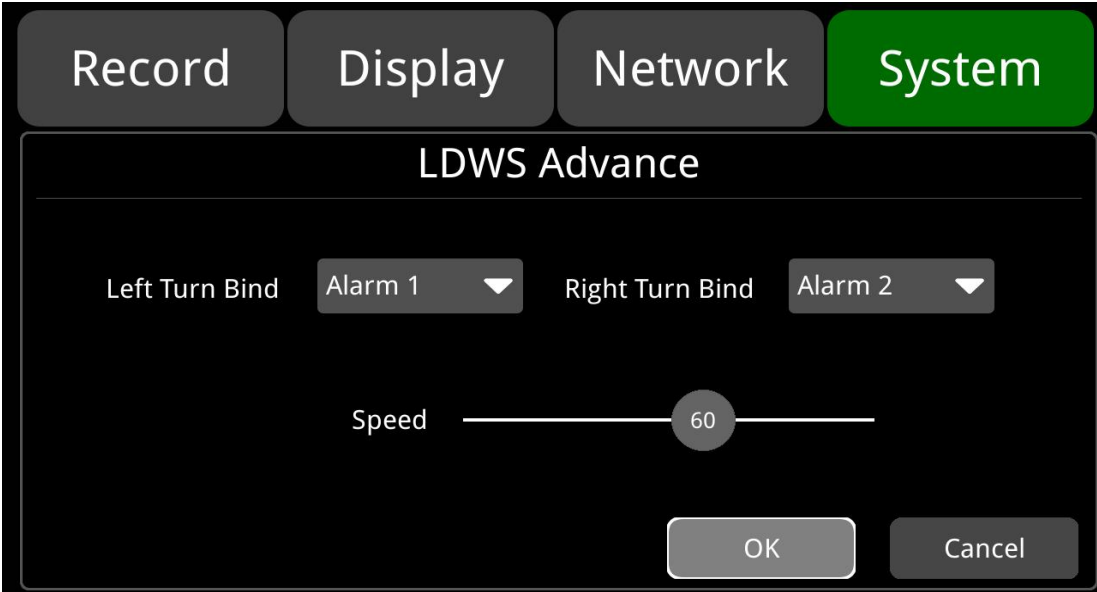 Record Display Network System
LDWS Advance
Left Turn Bind Alarm 1 Right Turn Bind Alarm 2
Speed 60
OK Cancel